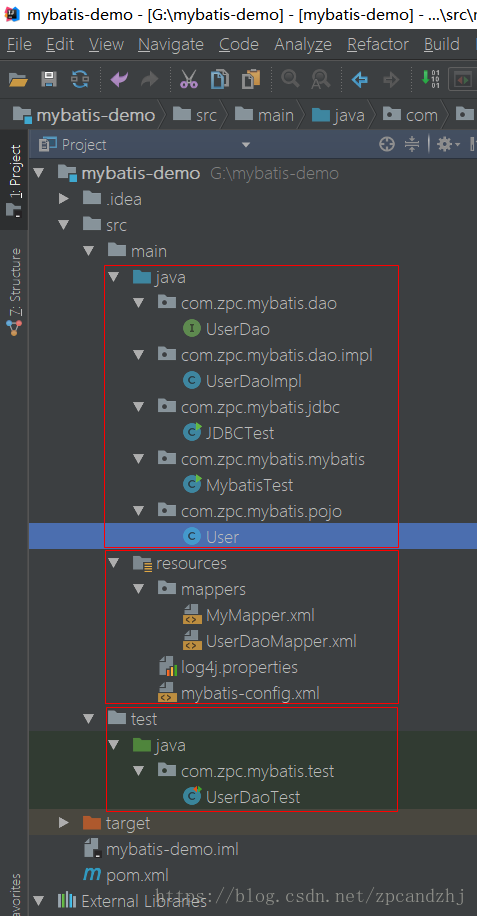 mybatis-demo - [G:\mybatis-demo] - [mybatis-demo] - ...\src\r
File Edit View Navigate Code Analyze Refactor Build
mybatis-demo src main java com
Project
1: Project
Z: Structure
avorites
mybatis-demo G:\mybatis-demo
.idea
src
main
java
com.zpc.mybatis.dao
UserDao
com.zpc.mybatis.dao.impl
UserDaoImpl
com.zpc.mybatis.jdbc
JDBCTest
com.zpc.mybatis.mybatis
MybatisTest
com.zpc.mybatis.pojo
User
resources
mappers
MyMapper.xml
UserDaoMapper.xml
log4j.properties
mybatis-config.xml
test
java
com.zpc.mybatis.test
UserDaoTest
target
mybatis-demo.iml
pom.xml
External Libraries
https://blog.csdn.net/zpcandzhj